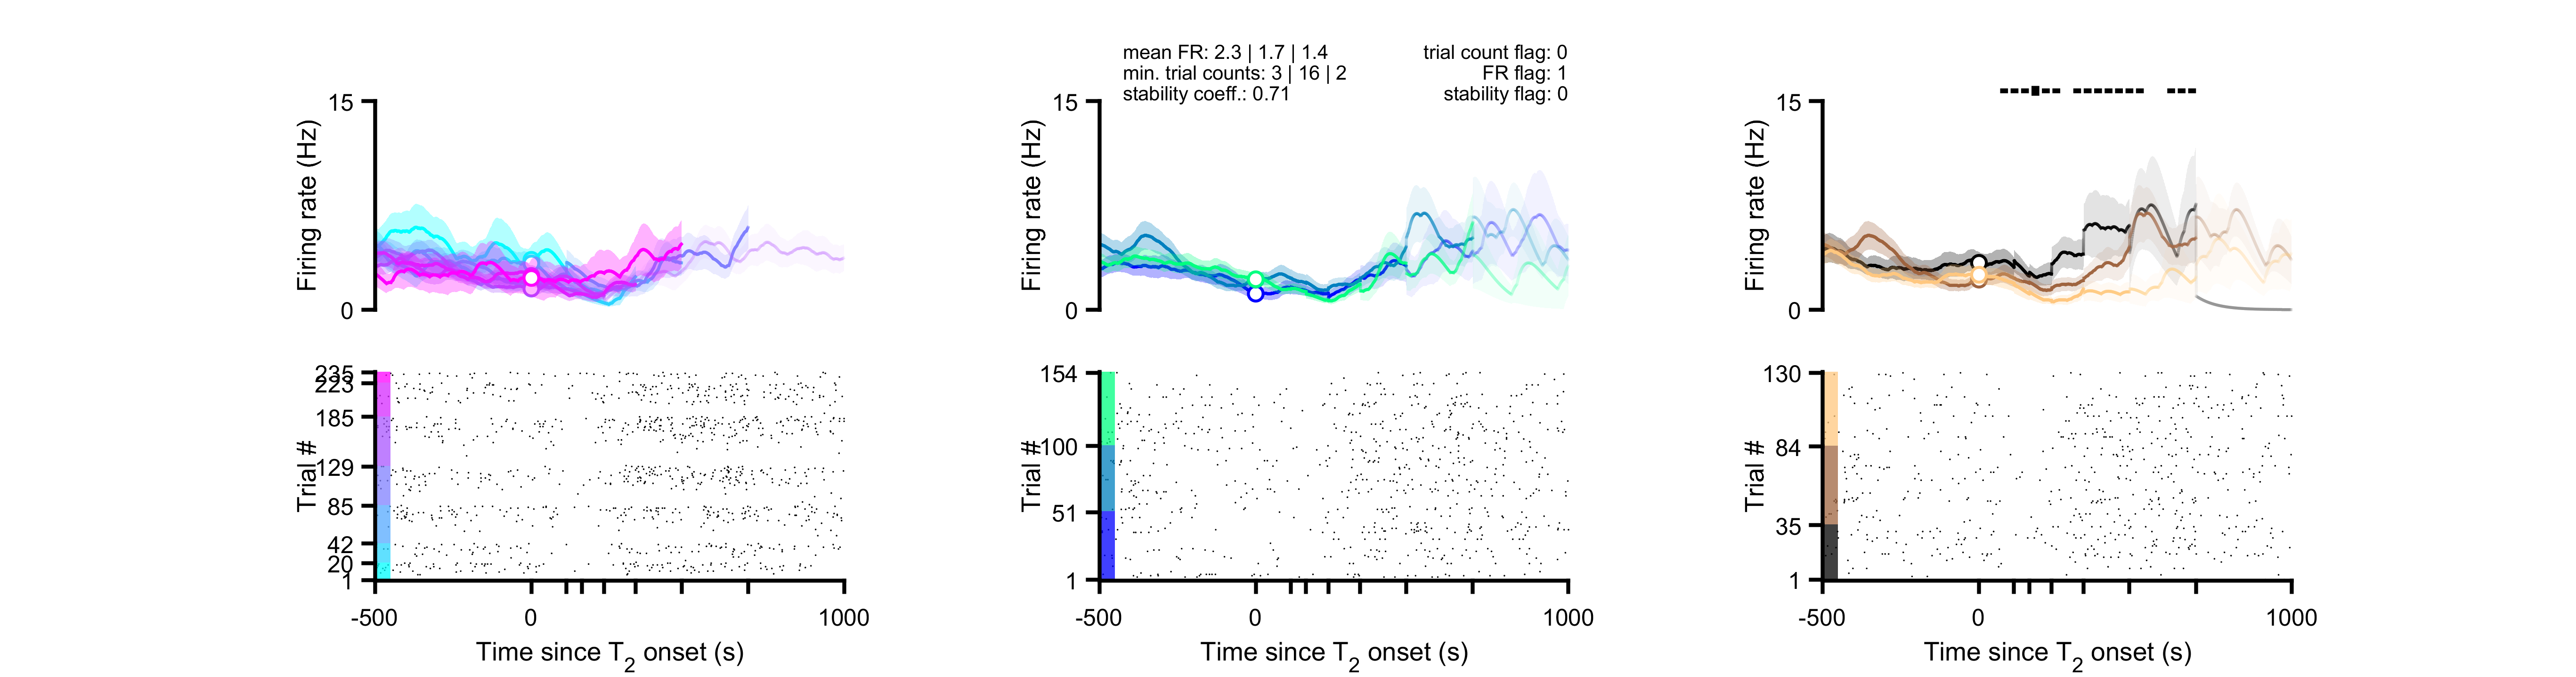 mean FR: 2.3 | 1.7 | 1.4
min. trial counts: 3 | 16 | 2
stability coeff.: 0.71
trial count flag: 0
FR flag: 1
stability flag: 0
15
Firing rate (Hz)
0
15
Firing rate (Hz)
0
15
Firing rate (Hz)
0
235
223
185
129
85
42
20
1
Trial #
-500
0
1000
Time since T2 onset (s)
154
100
51
1
Trial #
-500
0
1000
Time since T2 onset (s)
130
84
35
1
Trial #
-500
0
1000
Time since T2 onset (s)